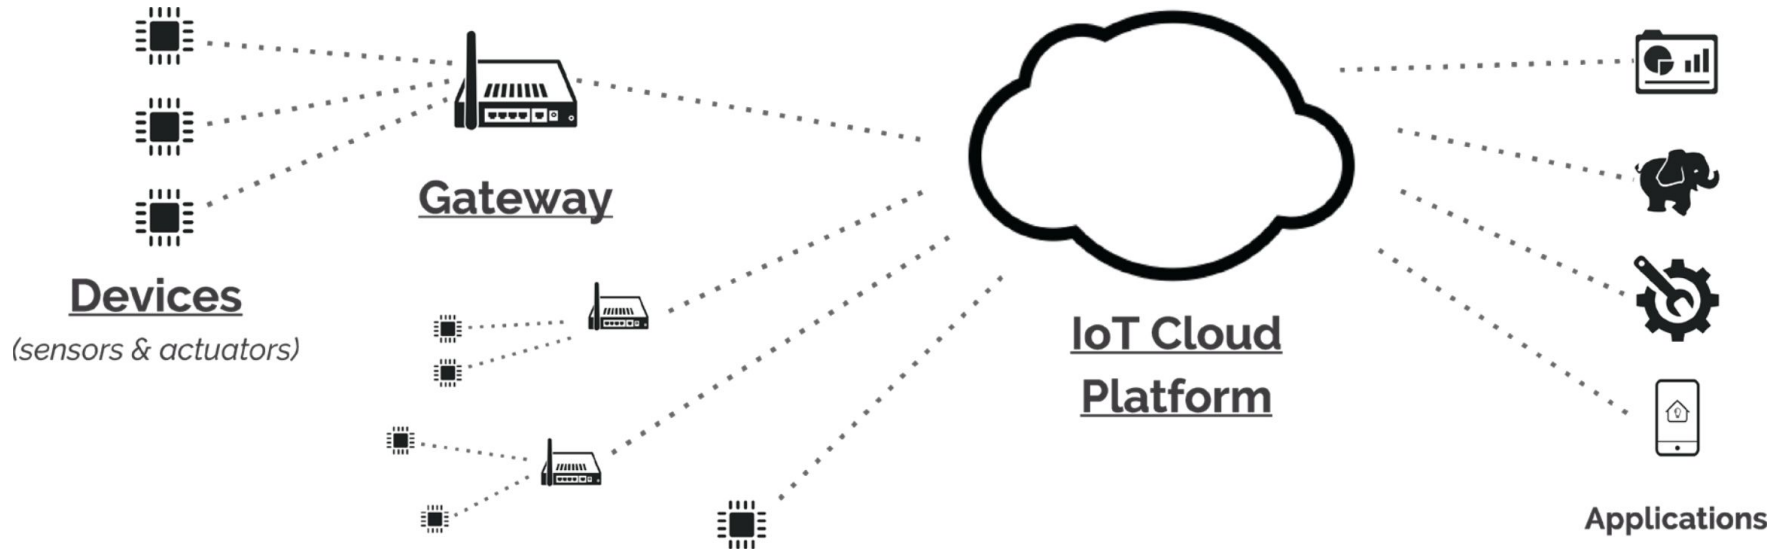 Gateway
Devices
(sensors & actuators)
IoT Cloud
Platform
Applications